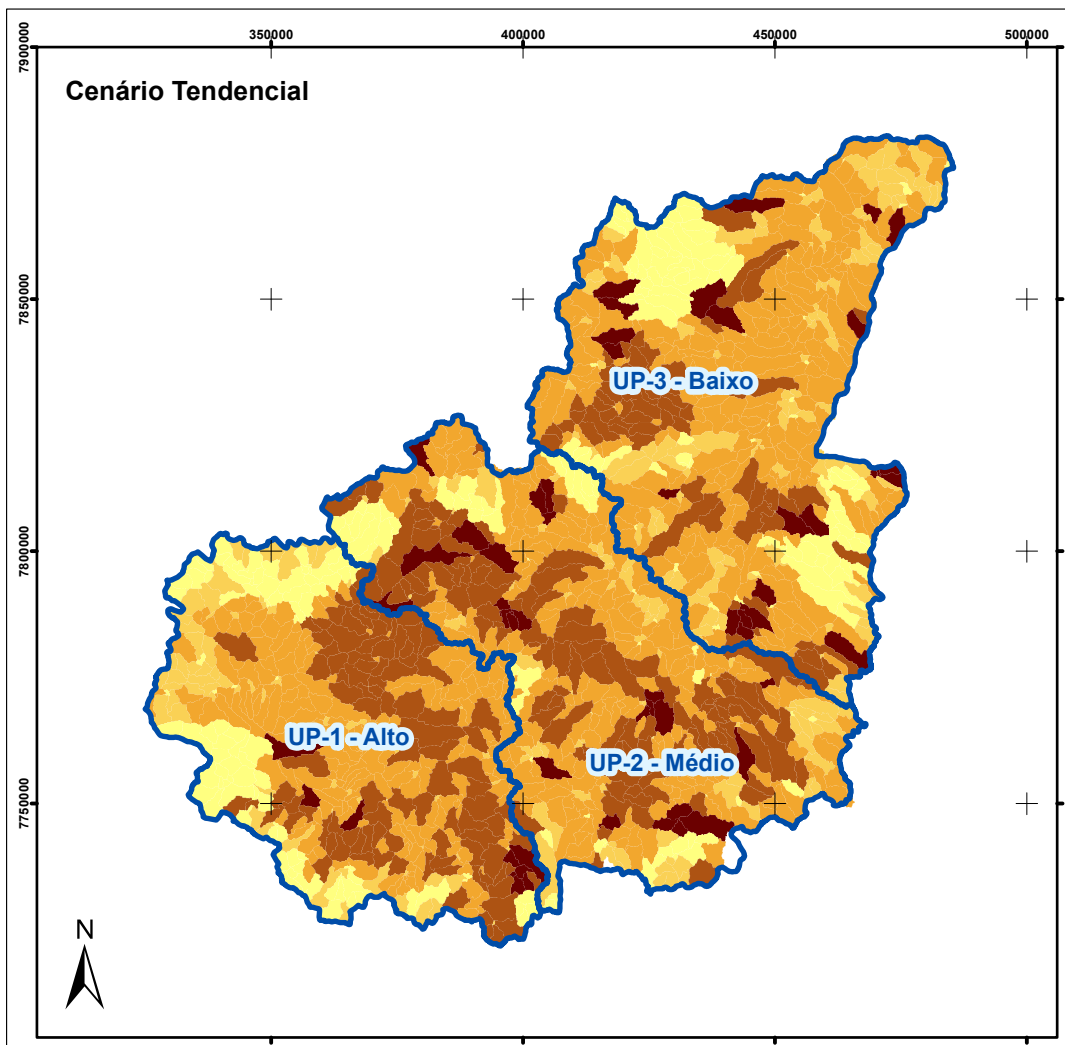 350000 400000 450000 500000
7900000
Cenário Tendencial
7850000
UP-3 - Baixo
7800000
UP-1 - Alto
UP-2 - Médio
7750000
N